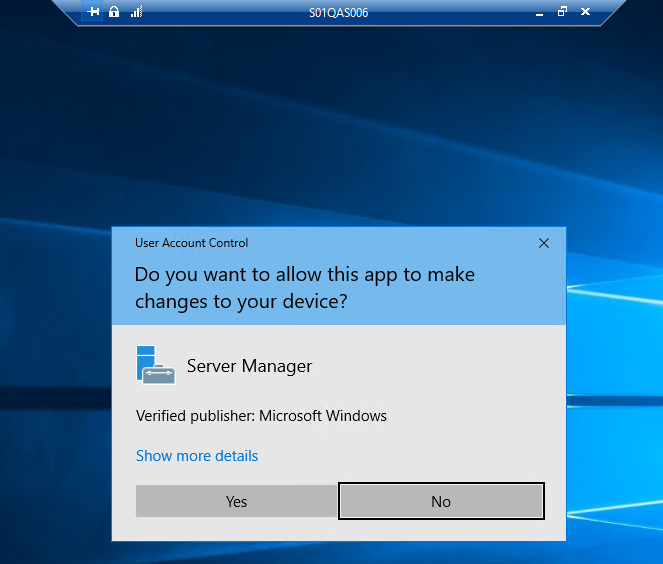 S01QAS006
User Account Control
Do you want to allow this app to make
changes to your device?
Server Manager
Verified publisher: Microsoft Windows
Show more details
Yes
No